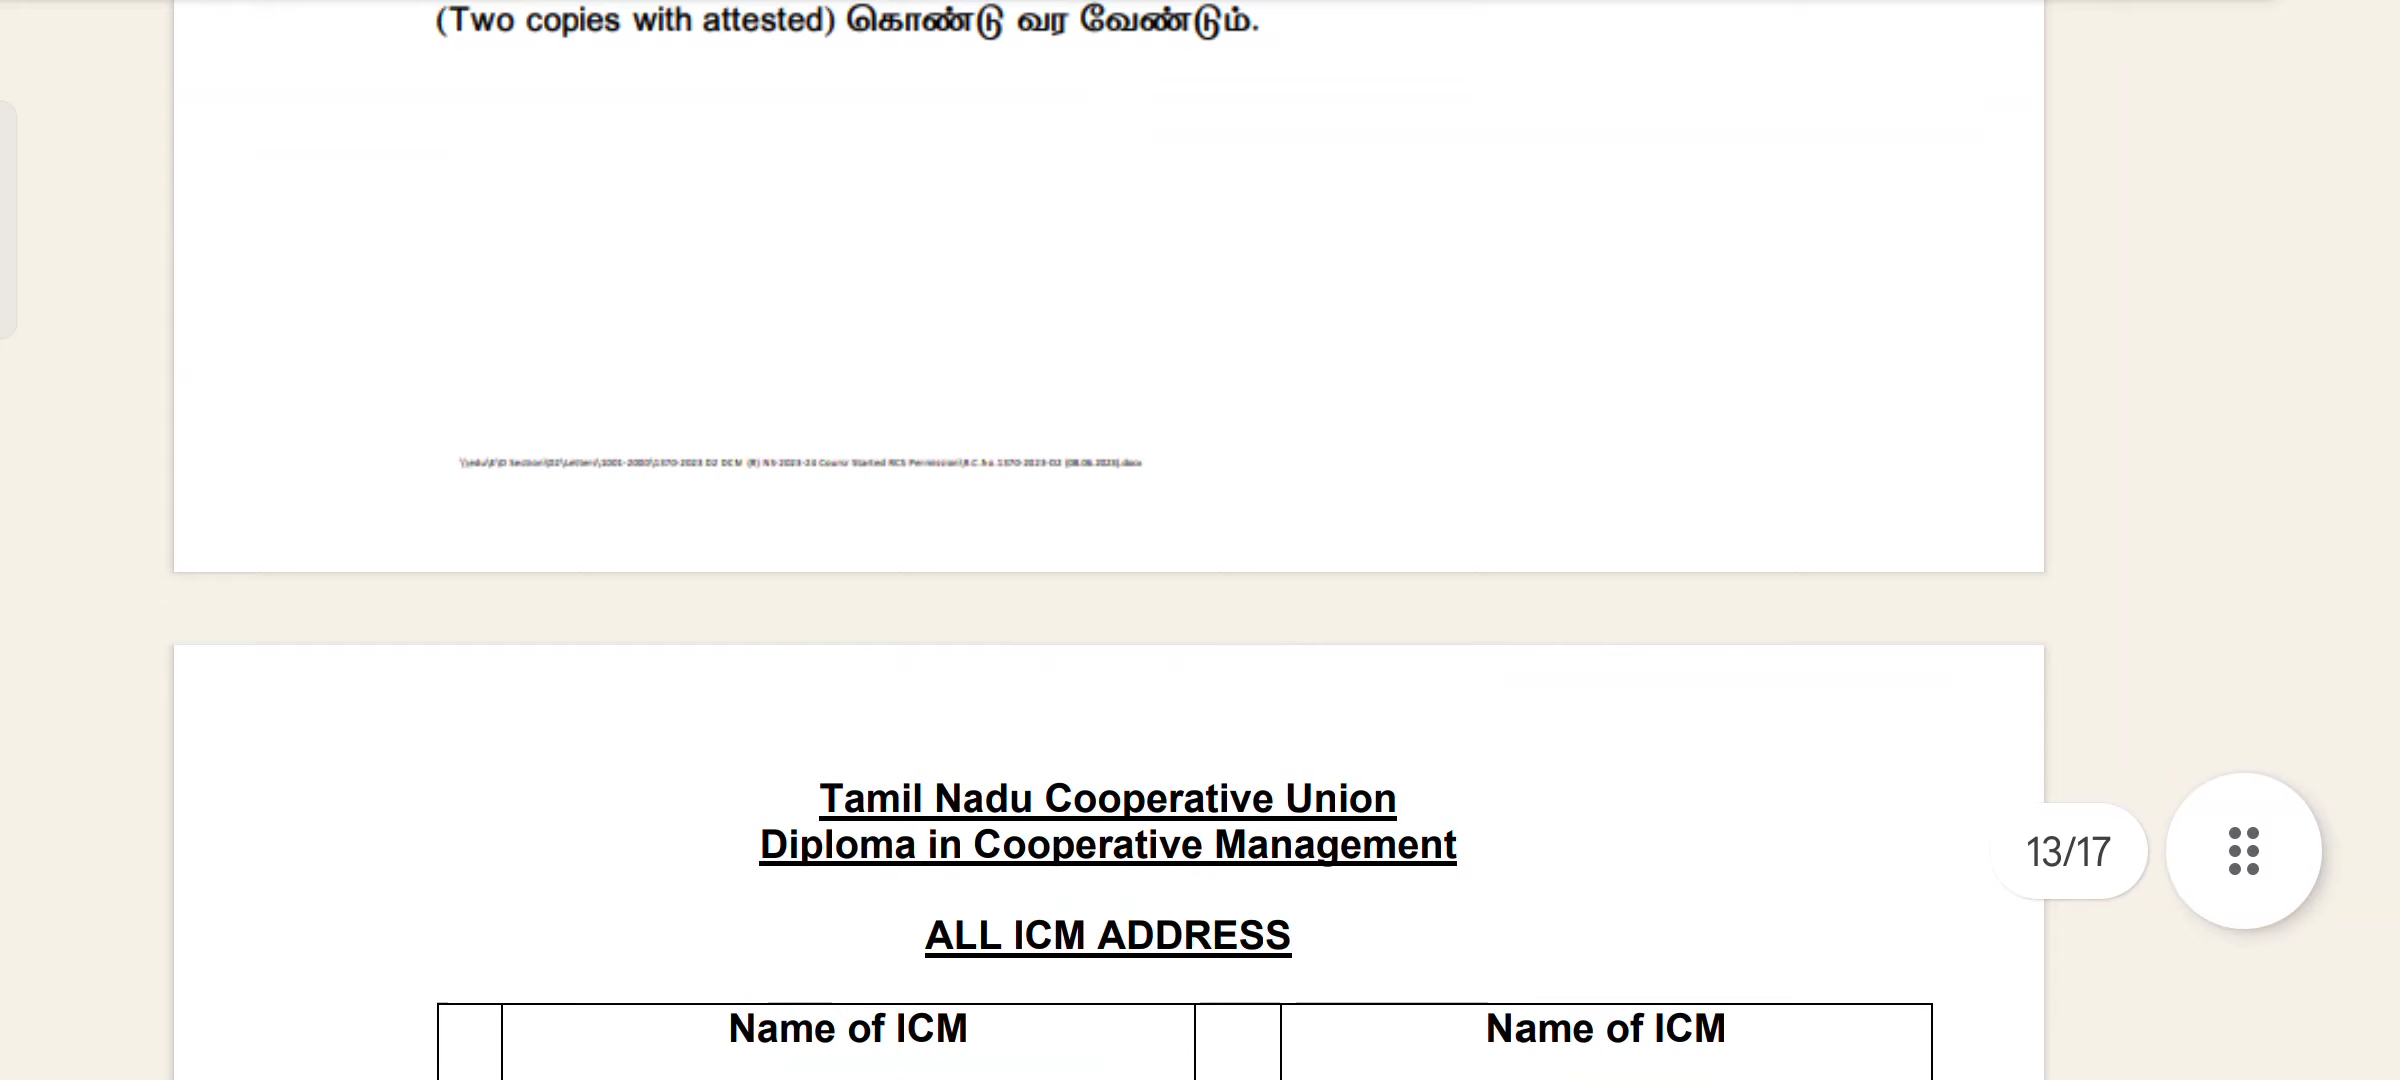 (Two copies with attested) கொண்டு வர வேண்டும்.
Tamil Nadu Cooperative Union
Diploma in Cooperative Management
13/17
ALL ICM ADDRESS
Name of ICM
Name of ICM